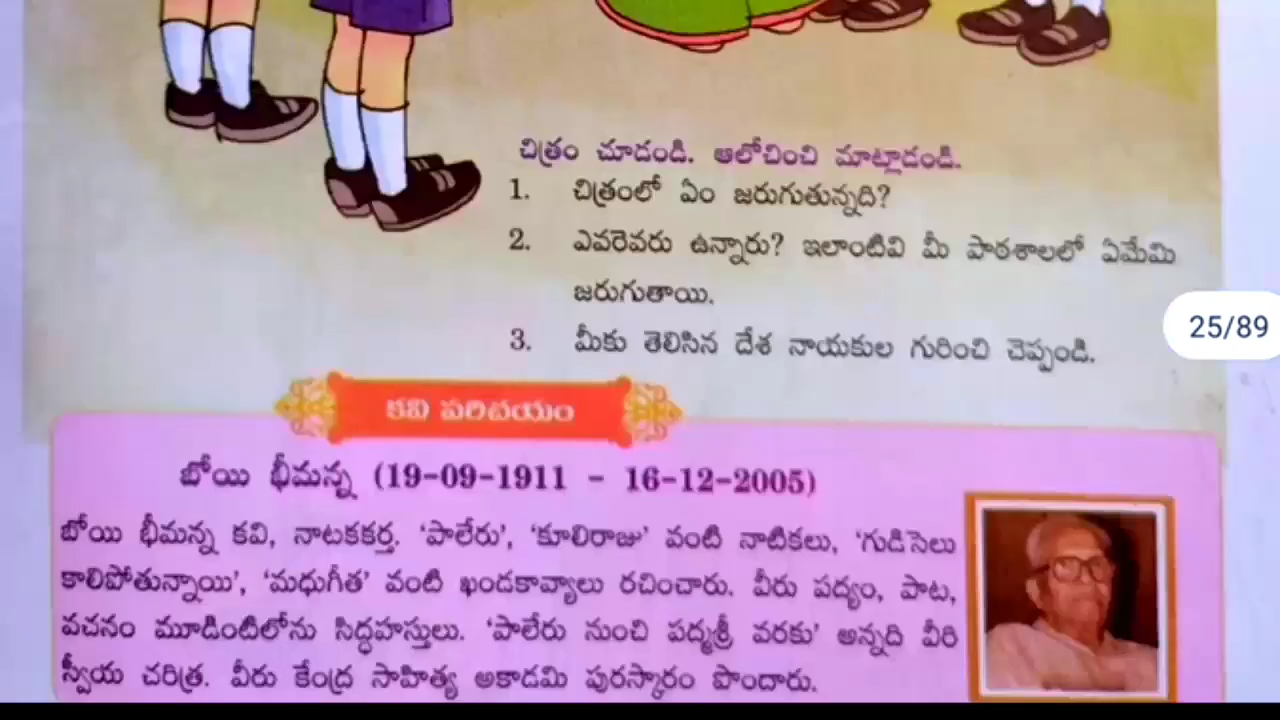 చిత్రం చూడండి. ఆలోచించి మాట్లాడండి.
1. చిత్రంలో ఏం జరుగుతున్నది?
2. ఎవరెవరు ఉన్నారు? ఇలాంటివి మీ పాఠశాలలో ఏమేమి
జరుగుతాయి.
3. మీకు తెలిసిన దేశ నాయకుల గురించి చెప్పండి.
25/89
కవి పరిచయం
బోయి భీమన్న (19-09-1911 - 16-12-2005)
బోయి భీమన్న కవి, నాటకకర్త. ‘పాలేరు’, ‘కూలిరాజు’ వంటి నాటికలు, ‘గుడిసెలు
కాలిపోతున్నాయి’, ‘మధుగీత’ వంటి ఖండకావ్యాలు రచించారు. వీరు పద్యం, పాట,
వచనం మూడింటిలోను సిద్ధహస్తులు. ‘పాలేరు నుంచి పద్మశ్రీ వరకు’ అన్నది వీరి
స్వీయ చరిత్ర. వీరు కేంద్ర సాహిత్య అకాడమి పురస్కారం పొందారు.